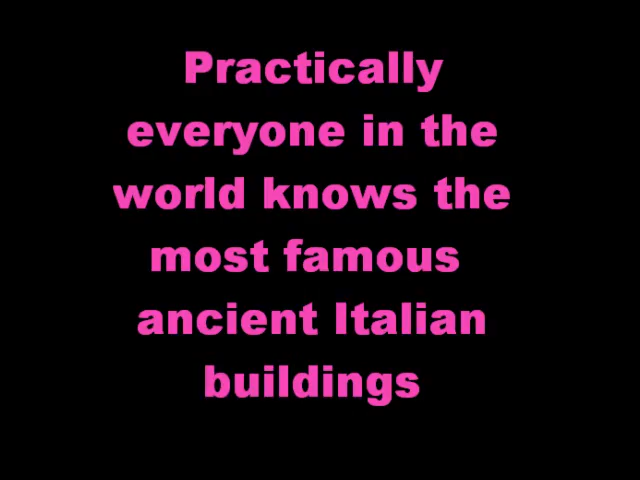 Practically
everyone in the
world knows the
most famous
ancient Italian
buildings